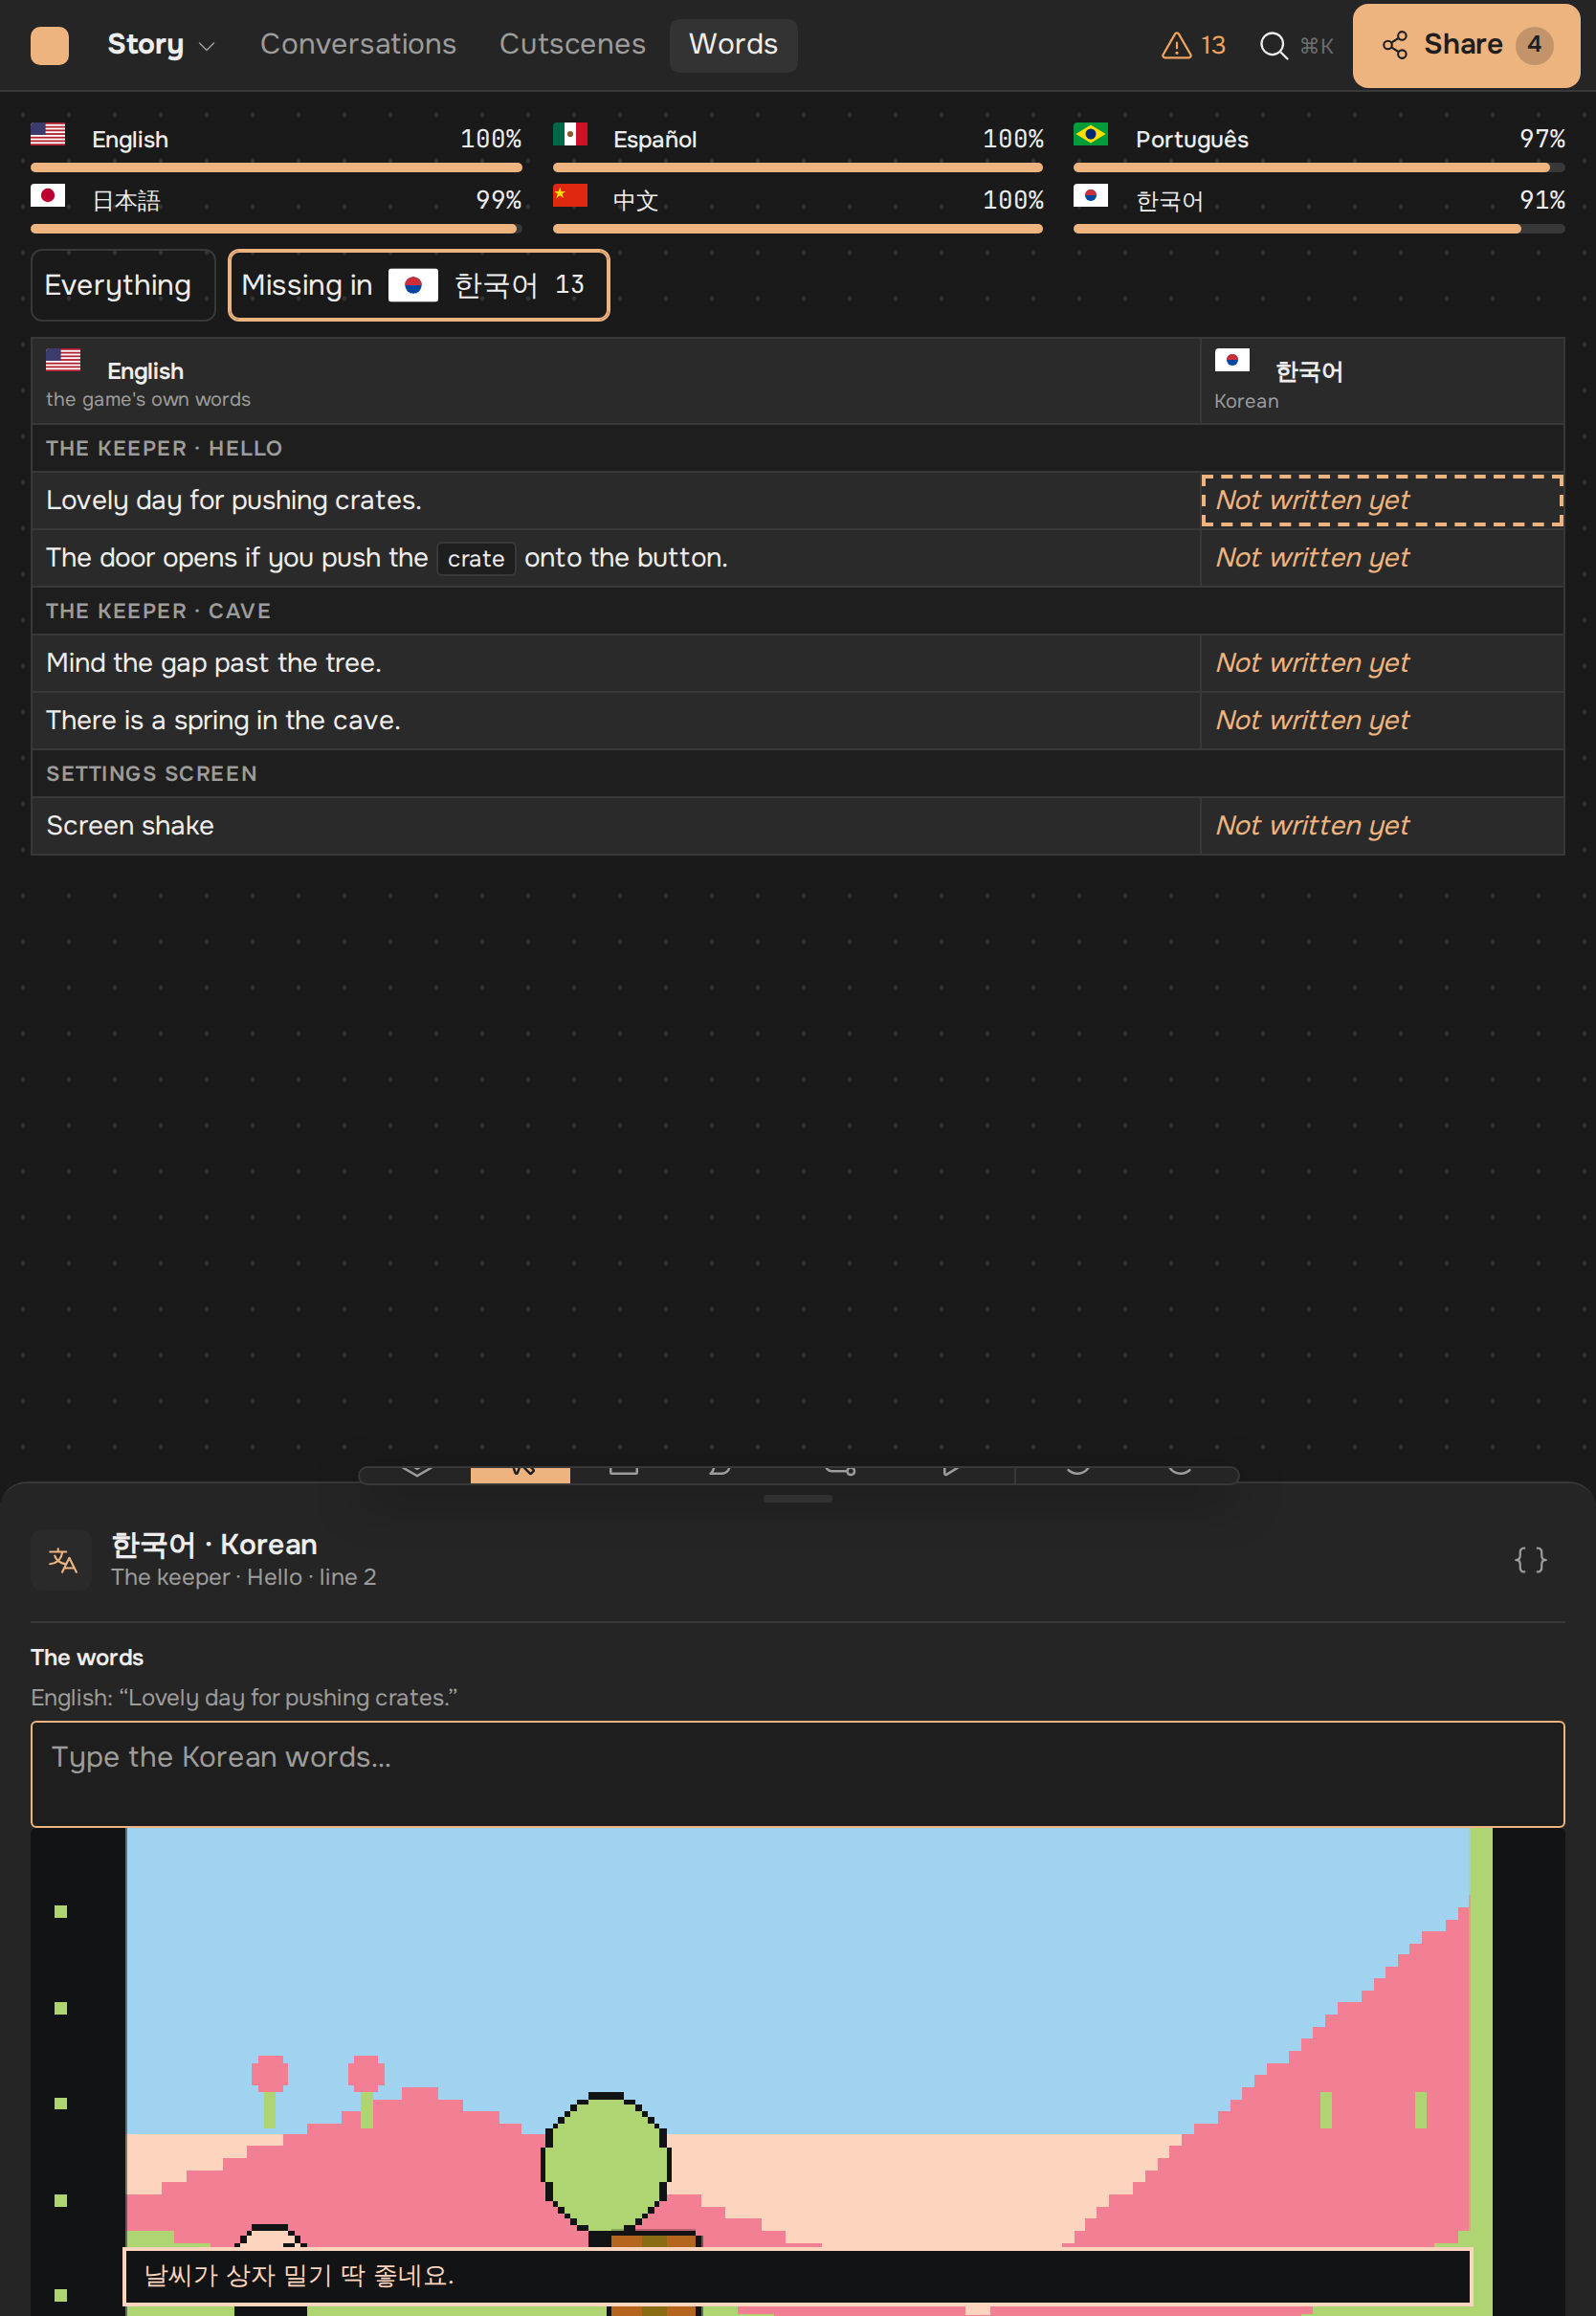 Story Conversations Cutscenes Words 13 ⌘K Share 4
English 100% Español 100% Português 97%
日本語 99% 中文 100% 한국어 91%
Everything Missing in 한국어 13
English 한국어
the game's own words Korean
THE KEEPER · HELLO
Lovely day for pushing crates. Not written yet
The door opens if you push the crate onto the button. Not written yet
THE KEEPER · CAVE
Mind the gap past the tree. Not written yet
There is a spring in the cave. Not written yet
SETTINGS SCREEN
Screen shake Not written yet
한국어 · Korean
The keeper · Hello · line 2
The words
English: “Lovely day for pushing crates.”
Type the Korean words...
날씨가 상자 밀기 딱 좋네요.